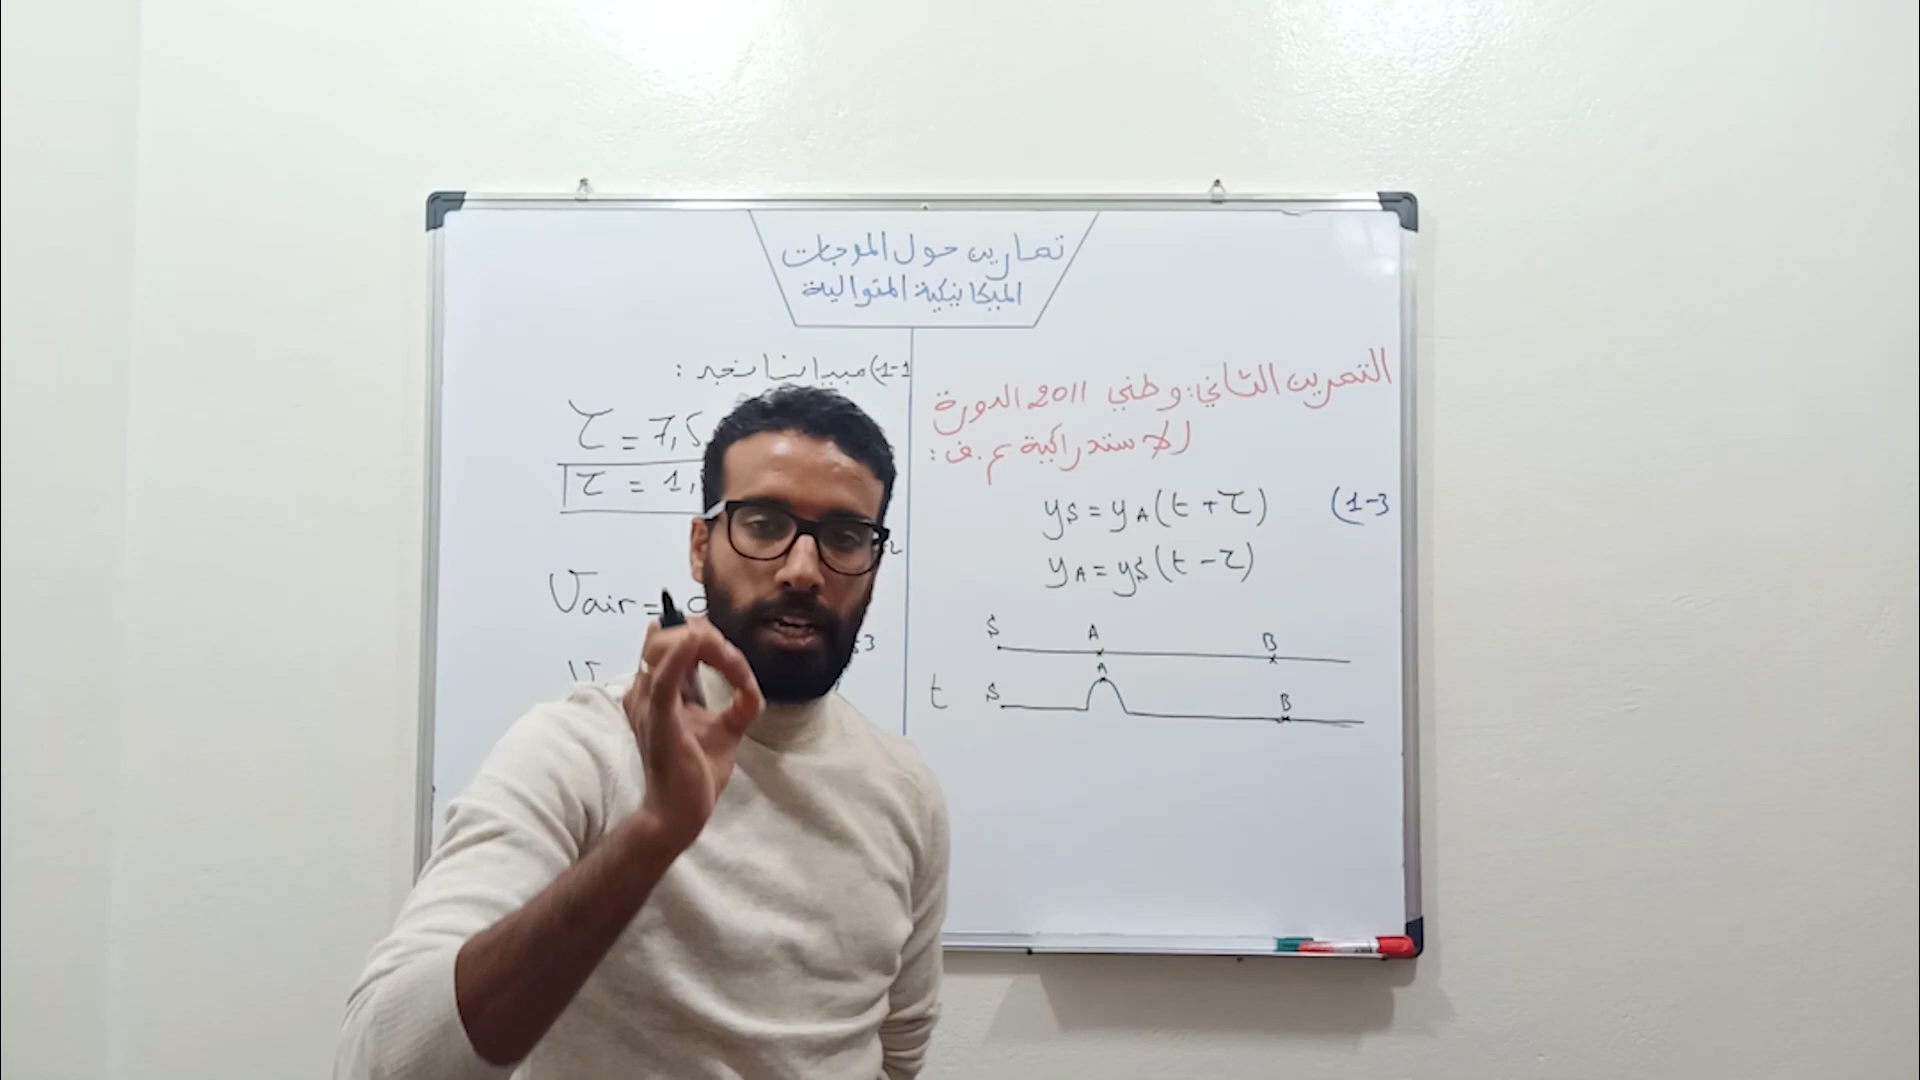 تمارين حول الموجات
الميكانيكية المتوالية
التمرين الثاني: وطني 2011 الدورة
الاستدراكية ع.ف:
1-3)
yS = yA(t + τ)
yA = yS(t - τ)
S A B
t S A B
1-1) مبيانيا نجد:
τ = 7,5
τ = 1,
Vair =